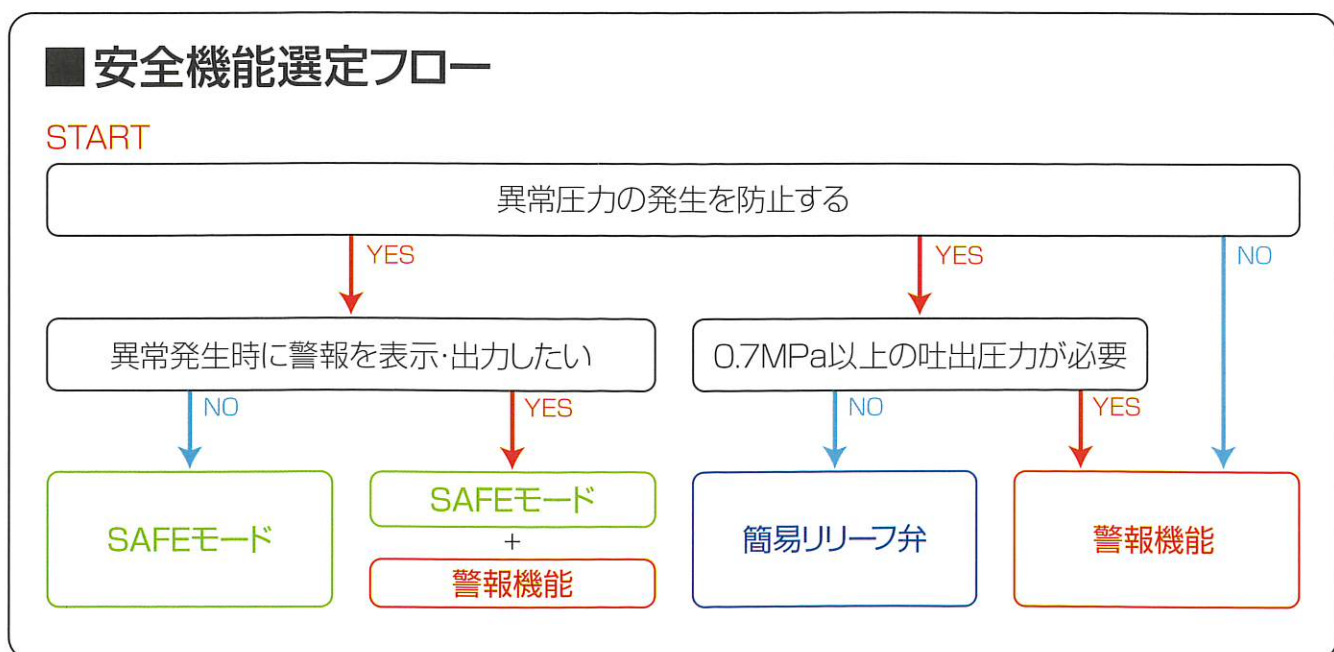 ■安全機能選定フロー
START
異常圧力の発生を防止する
YES
YES
NO
異常発生時に警報を表示・出力したい
0.7MPa以上の吐出圧力が必要
NO
YES
NO
YES
SAFEモード
SAFEモード
+
警報機能
簡易リリーフ弁
警報機能